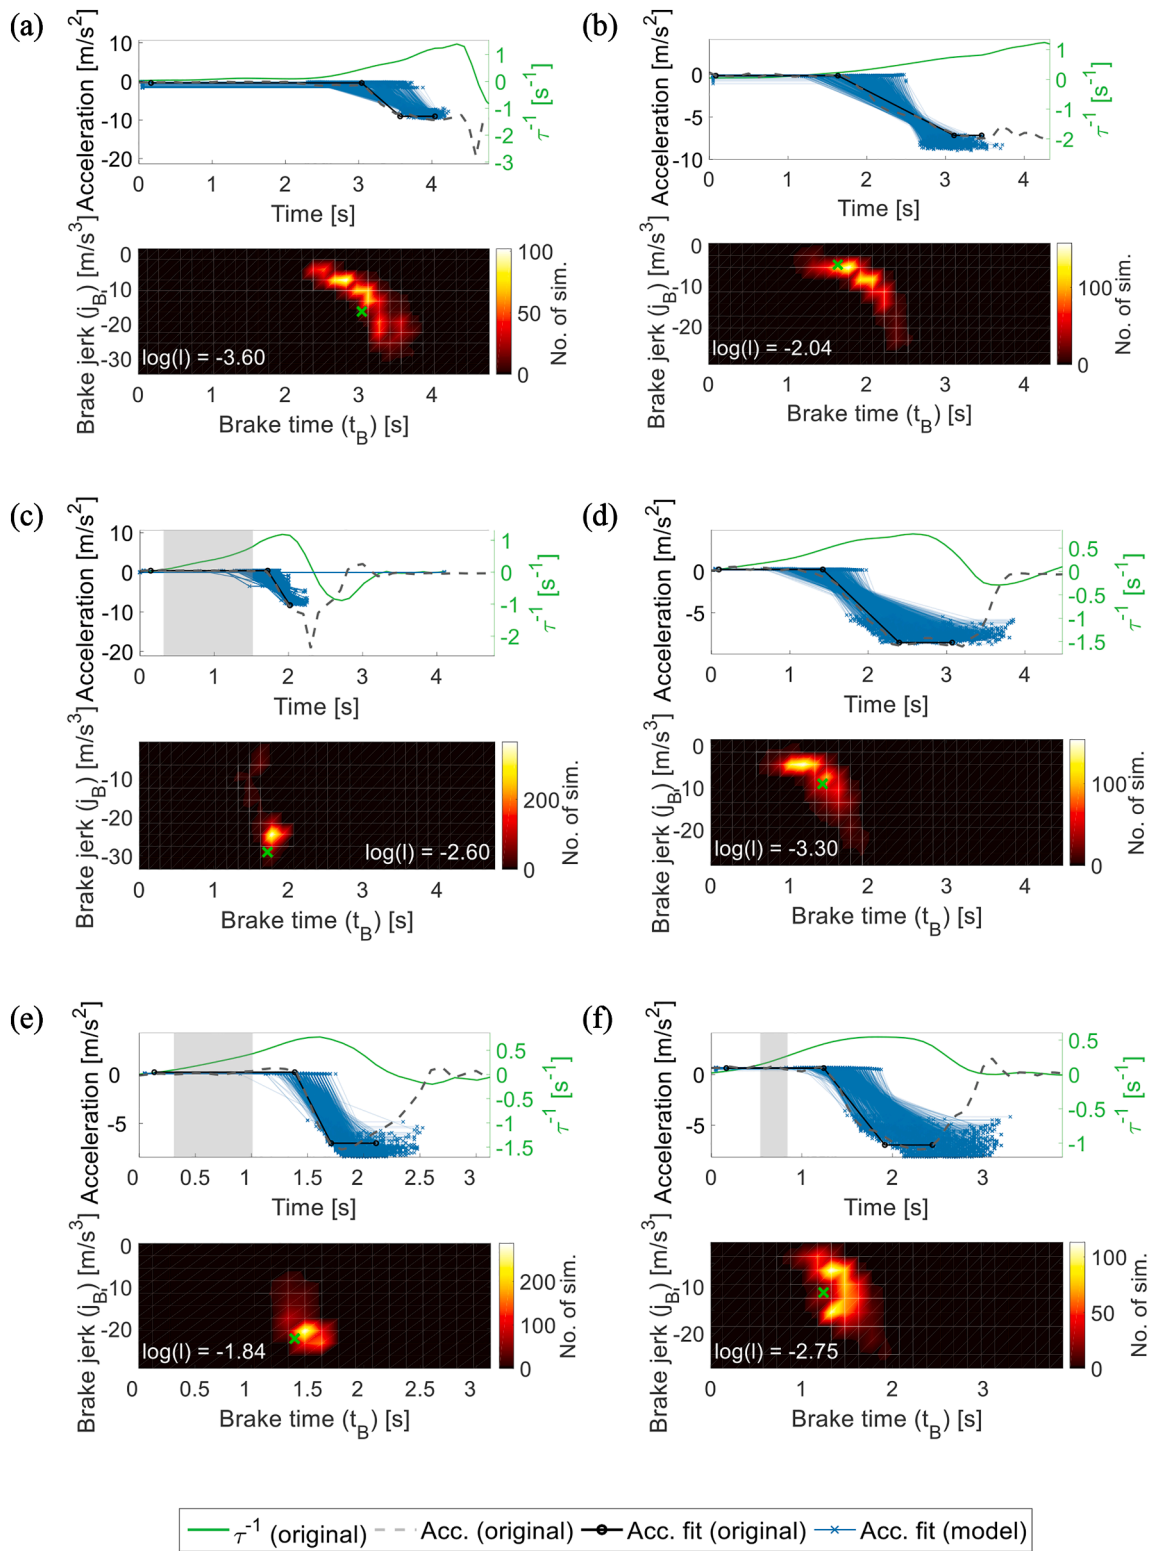 (a)
Acceleration [m/s²]
10
0
-10
-20
1
0
-1
-2
-3
τ⁻¹ [s⁻¹]
0 1 2 3 4
Time [s]
Brake jerk (j_B) [m/s³]
0
-10
-20
-30
log(l) = -3.60
100
50
0
No. of sim.
0 1 2 3 4
Brake time (t_B) [s]
(b)
Acceleration [m/s²]
0
-5
-10
1
0
-1
-2
τ⁻¹ [s⁻¹]
0 1 2 3 4
Time [s]
Brake jerk (j_B) [m/s³]
0
-10
-20
log(l) = -2.04
100
0
No. of sim.
0 1 2 3 4
Brake time (t_B) [s]
(c)
Acceleration [m/s²]
10
0
-10
-20
1
0
-1
-2
τ⁻¹ [s⁻¹]
0 1 2 3 4
Time [s]
Brake jerk (j_B) [m/s³]
-10
-20
-30
log(l) = -2.60
200
0
No. of sim.
0 1 2 3 4
Brake time (t_B) [s]
(d)
Acceleration [m/s²]
0
-5
0.5
0
-0.5
-1
-1.5
τ⁻¹ [s⁻¹]
0 1 2 3 4
Time [s]
Brake jerk (j_B) [m/s³]
0
-10
-20
log(l) = -3.30
100
0
No. of sim.
0 1 2 3 4
Brake time (t_B) [s]
(e)
Acceleration [m/s²]
0
-5
0.5
0
-0.5
-1
-1.5
τ⁻¹ [s⁻¹]
0 0.5 1 1.5 2 2.5 3
Time [s]
Brake jerk (j_B) [m/s³]
0
-10
-20
log(l) = -1.84
200
100
0
No. of sim.
0 0.5 1 1.5 2 2.5 3
Brake time (t_B) [s]
(f)
Acceleration [m/s²]
0
-5
0.5
0
-0.5
-1
τ⁻¹ [s⁻¹]
0 1 2 3
Time [s]
Brake jerk (j_B) [m/s³]
0
-10
-20
log(l) = -2.75
100
50
0
No. of sim.
0 1 2 3
Brake time (t_B) [s]
τ⁻¹ (original) Acc. (original) Acc. fit (original) Acc. fit (model)